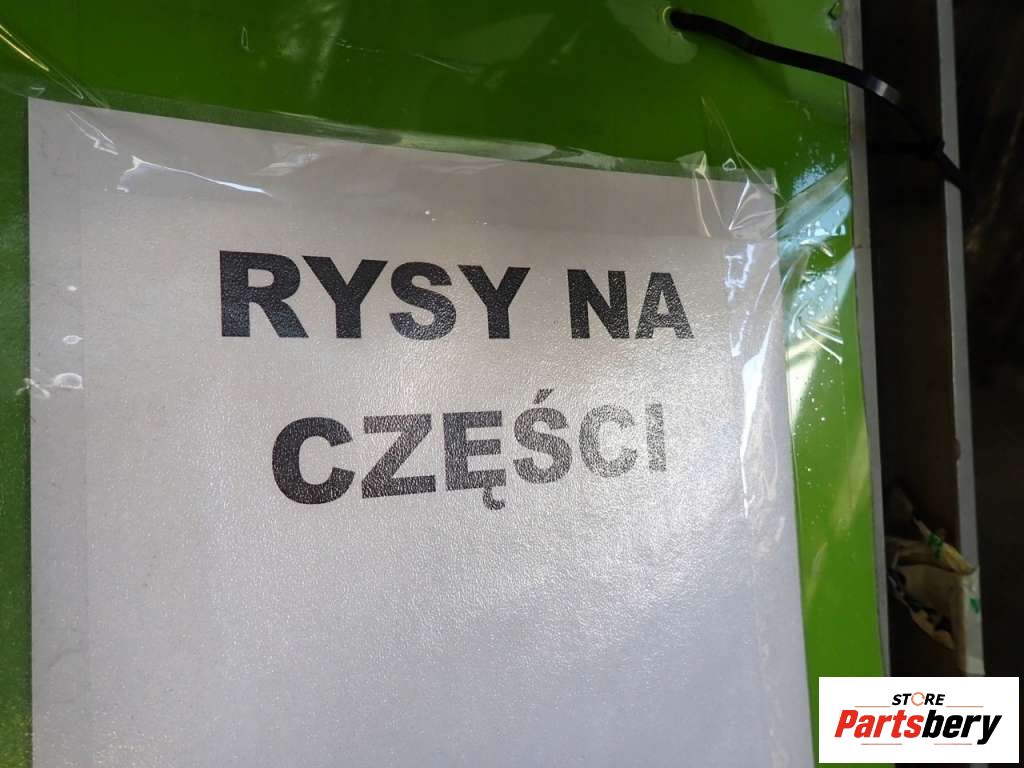 RYSY NA
CZĘŚCI
STORE
Partsbery